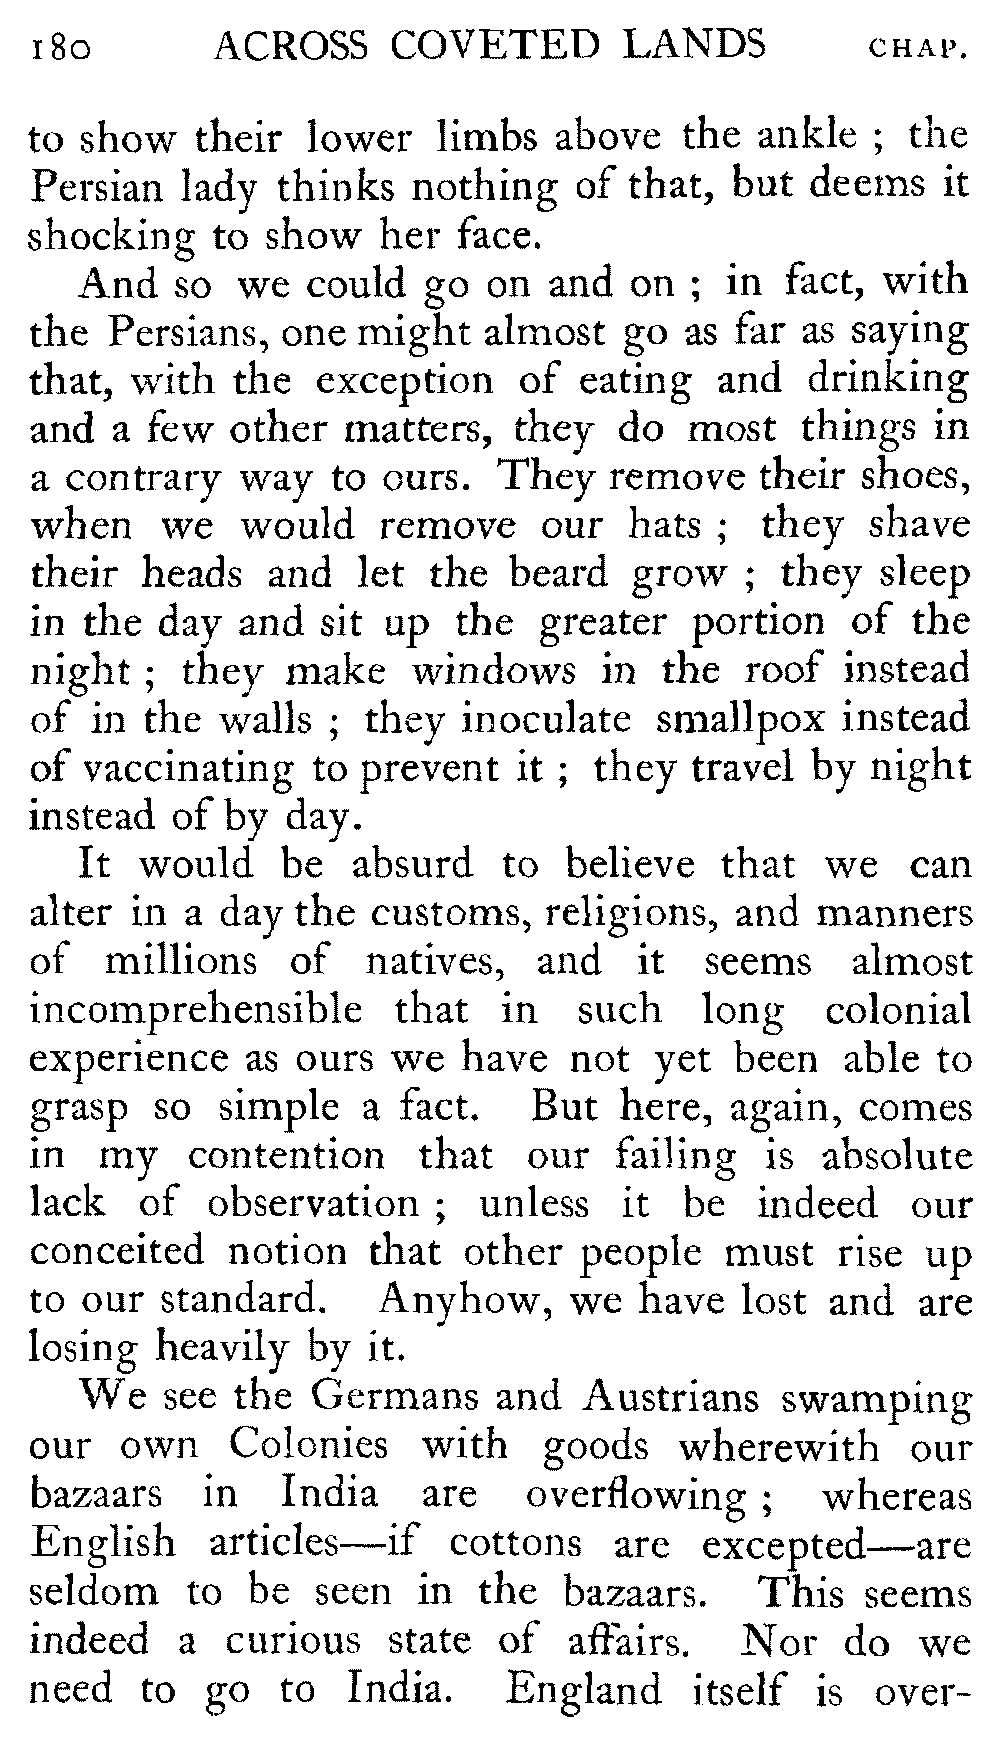 180 ACROSS COVETED LANDS CHAP.
to show their lower limbs above the ankle ; the
Persian lady thinks nothing of that, but deems it
shocking to show her face.
And so we could go on and on ; in fact, with
the Persians, one might almost go as far as saying
that, with the exception of eating and drinking
and a few other matters, they do most things in
a contrary way to ours. They remove their shoes,
when we would remove our hats ; they shave
their heads and let the beard grow ; they sleep
in the day and sit up the greater portion of the
night ; they make windows in the roof instead
of in the walls ; they inoculate smallpox instead
of vaccinating to prevent it ; they travel by night
instead of by day.
It would be absurd to believe that we can
alter in a day the customs, religions, and manners
of millions of natives, and it seems almost
incomprehensible that in such long colonial
experience as ours we have not yet been able to
grasp so simple a fact. But here, again, comes
in my contention that our failing is absolute
lack of observation ; unless it be indeed our
conceited notion that other people must rise up
to our standard. Anyhow, we have lost and are
losing heavily by it.
We see the Germans and Austrians swamping
our own Colonies with goods wherewith our
bazaars in India are overflowing ; whereas
English articles—if cottons are excepted—are
seldom to be seen in the bazaars. This seems
indeed a curious state of affairs. Nor do we
need to go to India. England itself is over-